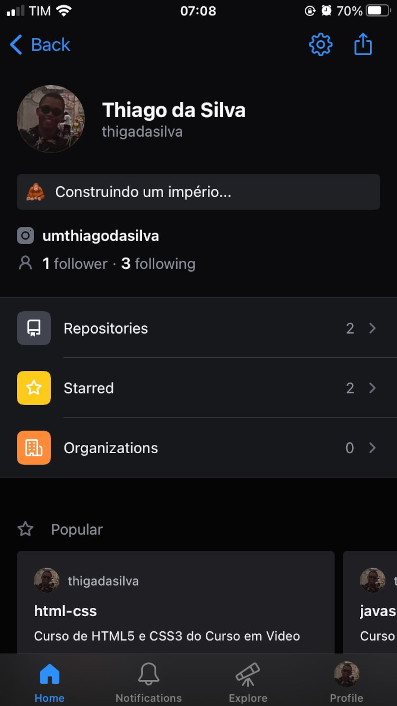 TIM 07:08 70%
Back
Thiago da Silva
thigadasilva
Construindo um império...
umthiagodasilva
1 follower · 3 following
Repositories 2
Starred 2
Organizations 0
Popular
thigadasilva
html-css
Curso de HTML5 e CSS3 do Curso em Video
t
javas
Curso
Home Notifications Explore Profile